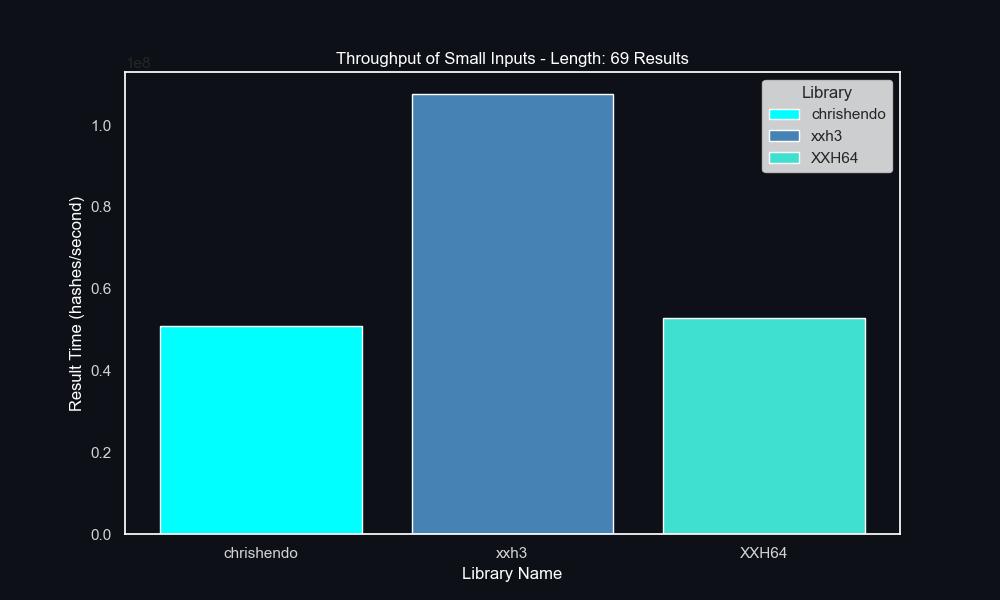 Throughput of Small Inputs - Length: 69 Results
1e8
Library
chrishendo
xxh3
XXH64
1.0
0.8
0.6
0.4
0.2
0.0
Result Time (hashes/second)
chrishendo
xxh3
XXH64
Library Name